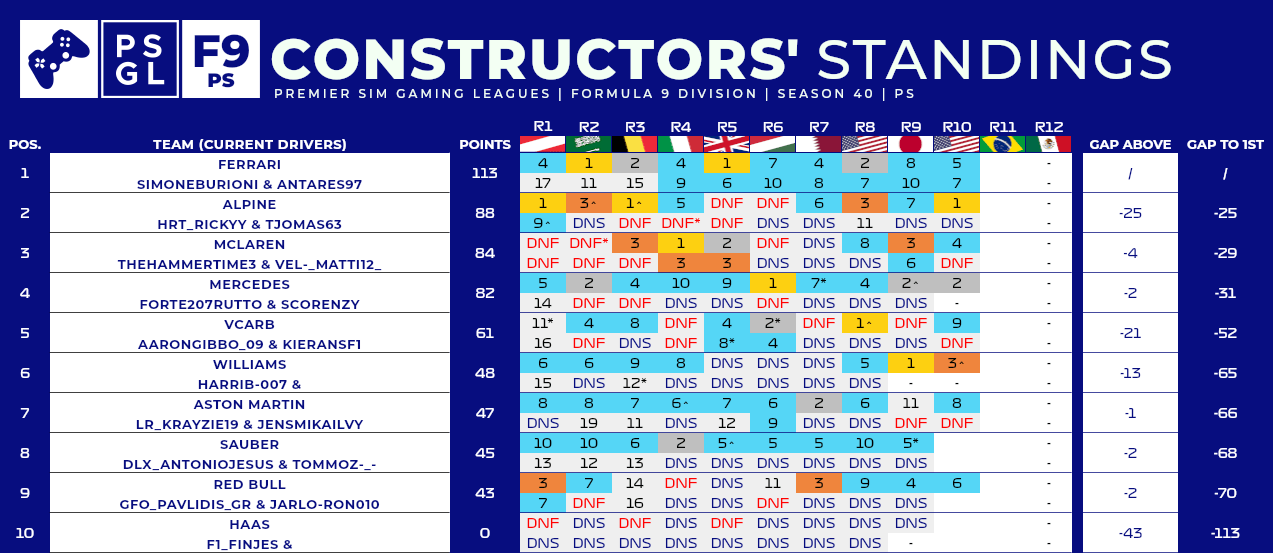 PS
GL
F9
PS
CONSTRUCTORS' STANDINGS
PREMIER SIM GAMING LEAGUES | FORMULA 9 DIVISION | SEASON 40 | PS
R1 R2 R3 R4 R5 R6 R7 R8 R9 R10 R11 R12
POS. TEAM (CURRENT DRIVERS) POINTS GAP ABOVE GAP TO 1ST
FERRARI 4 1 2 4 1 7 4 2 8 5 -
1 113 / /
SIMONEBURIONI & ANTARES97 17 11 15 9 6 10 8 7 10 7 -
ALPINE 1 3^ 1^ 5 DNF DNF 6 3 7 1 -
2 88 -25 -25
HRT_RICKYY & TJOMAS63 9^ DNS DNF DNF* DNF DNS DNS 11 DNS DNS -
MCLAREN DNF DNF* 3 1 2 DNF DNS 8 3 4 -
3 84 -4 -29
THEHAMMERTIME3 & VEL-_MATTI12_ DNF DNF DNF 3 3 DNS DNS DNS 6 DNF -
MERCEDES 5 2 4 10 9 1 7* 4 2^ 2 -
4 82 -2 -31
FORTE207RUTTO & SCORENZY 14 DNF DNF DNS DNS DNF DNS DNS DNS - -
VCARB 11* 4 8 DNF 4 2* DNF 1^ DNF 9 -
5 61 -21 -52
AARONGIBBO_09 & KIERANSF1 16 DNF DNS DNF 8* 4 DNS DNS DNS DNF -
WILLIAMS 6 6 9 8 DNS DNS DNS 5 1 3^ -
6 48 -13 -65
HARRIB-007 & 15 DNS 12* DNS DNS DNS DNS DNS - - -
ASTON MARTIN 8 8 7 6^ 7 6 2 6 11 8 -
7 47 -1 -66
LR_KRAYZIE19 & JENSMIKAILVY DNS 19 11 DNS 12 9 DNS DNS DNF DNF -
SAUBER 10 10 6 2 5^ 5 5 10 5* -
8 45 -2 -68
DLX_ANTONIOJESUS & TOMMOZ-_- 13 12 13 DNS DNS DNS DNS DNS DNS -
RED BULL 3 7 14 DNF DNS 11 3 9 4 6 -
9 43 -2 -70
GFO_PAVLIDIS_GR & JARLO-RON010 7 DNF 16 DNS DNS DNF DNS DNS DNS -
HAAS DNF DNS DNF DNS DNF DNS DNS DNS DNS -
10 0 -43 -113
F1_FINJES & DNS DNS DNS DNS DNS DNS DNS DNS - -